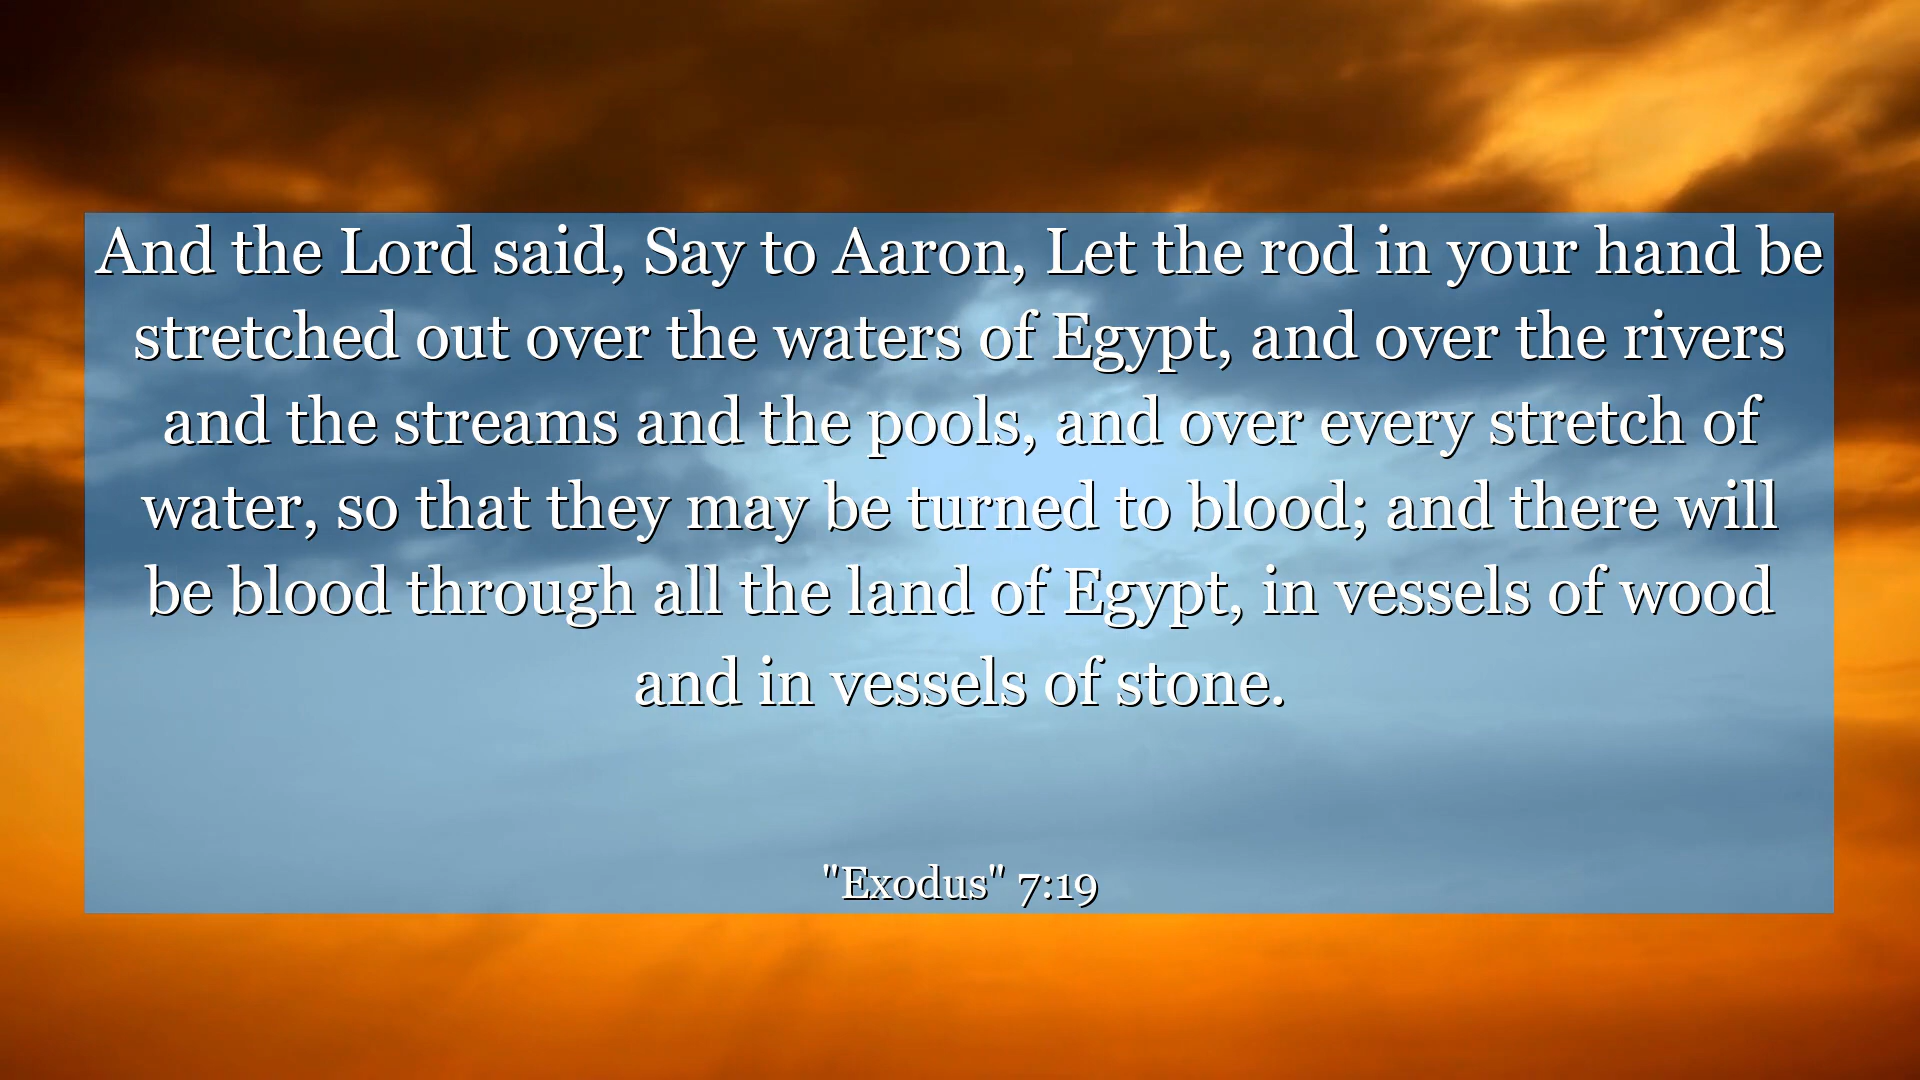 And the Lord said, Say to Aaron, Let the rod in your hand be
stretched out over the waters of Egypt, and over the rivers
and the streams and the pools, and over every stretch of
water, so that they may be turned to blood; and there will
be blood through all the land of Egypt, in vessels of wood
and in vessels of stone.
"Exodus" 7:19